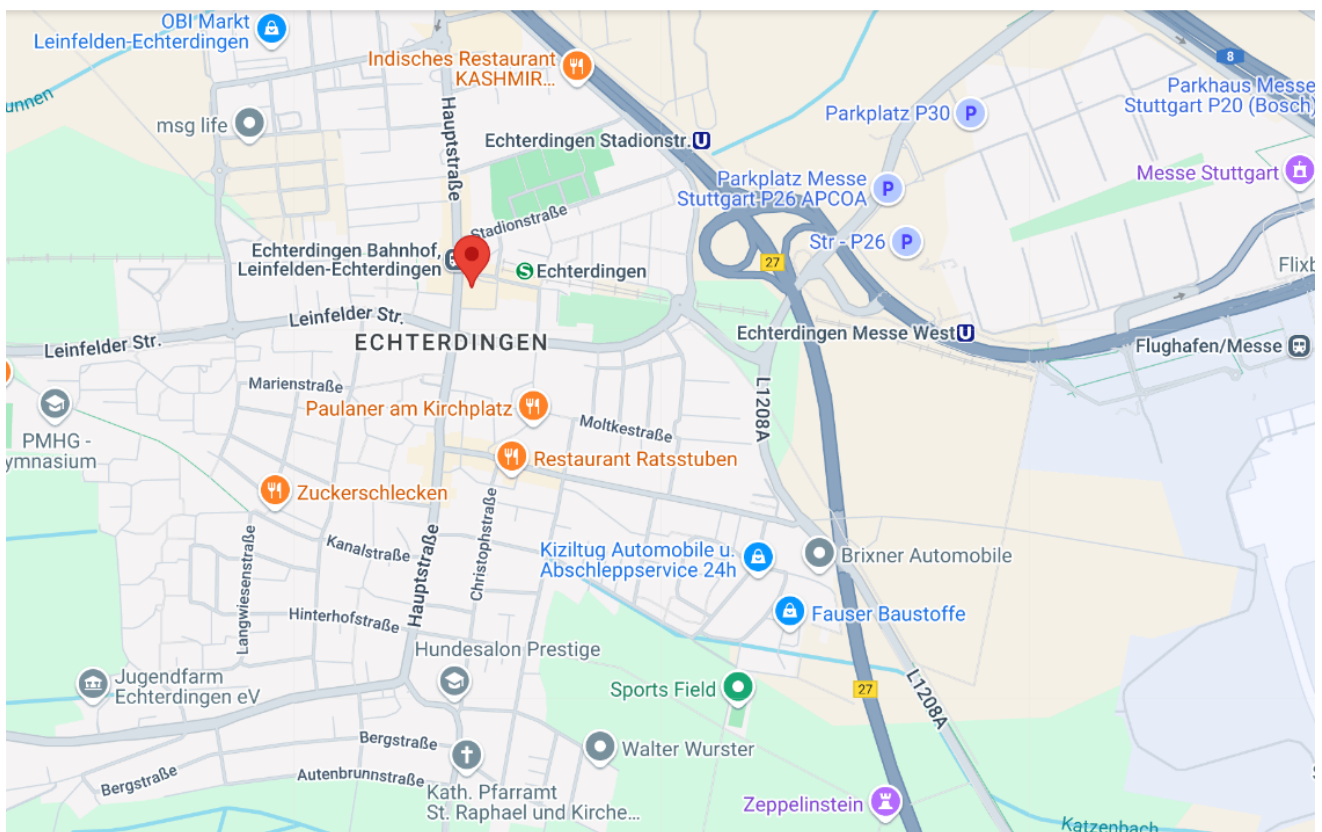 OBI Markt
Leinfelden-Echterdingen
Indisches Restaurant
KASHMIR...
8
Parkhaus Messe
Stuttgart P20 (Bosch)
unnen
msg life
Hauptstraße
Parkplatz P30
P
Echterdingen Stadionstr.
U
Messe Stuttgart
Parkplatz Messe
Stuttgart P26 APCOA
P
Stadionstraße
Str - P26
P
Echterdingen Bahnhof,
Leinfelden-Echterdingen
S
Echterdingen
27
Flixb
Leinfelder Str.
Leinfelder Str.
ECHTERDINGEN
Echterdingen Messe West
U
Flughafen/Messe
Marienstraße
L1208A
Paulaner am Kirchplatz
Moltkestraße
PMHG -
ymnasium
Restaurant Ratsstuben
Zuckerschlecken
Langwiesenstraße
Kanalstraße
Hauptstraße
Christophstraße
Kiziltug Automobile u.
Abschleppservice 24h
Brixner Automobile
Hinterhofstraße
Fauser Baustoffe
Hundesalon Prestige
Jugendfarm
Echterdingen eV
Sports Field
27
L1208A
Bergstraße
Walter Wurster
Bergstraße
Autenbrunnstraße
Kath. Pfarramt
St. Raphael und Kirche...
Zeppelinstein
Katzenbach